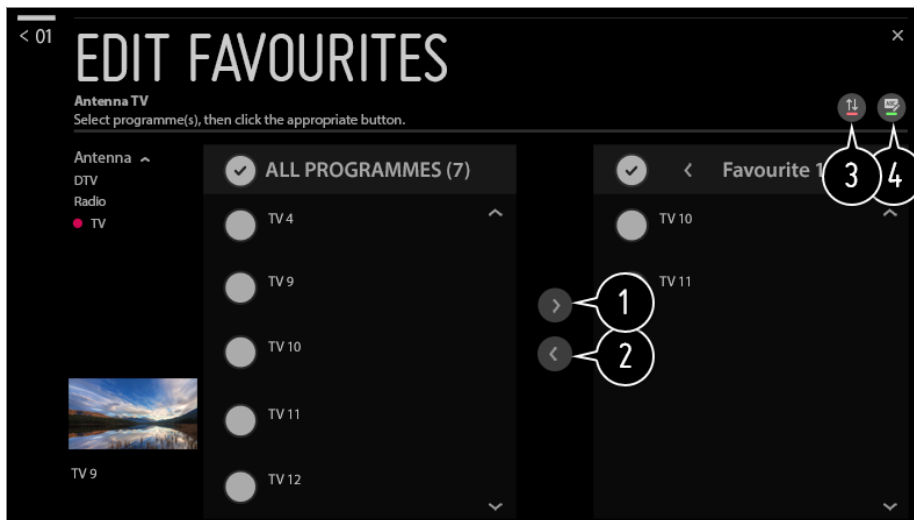 < 01
EDIT FAVOURITES
Antenna TV
Select programme(s), then click the appropriate button.
Antenna
DTV
Radio
TV
TV 9
ALL PROGRAMMES (7)
TV 4
TV 9
TV 10
TV 11
TV 12
1
2
Favourite 1
TV 10
TV 11
3
4